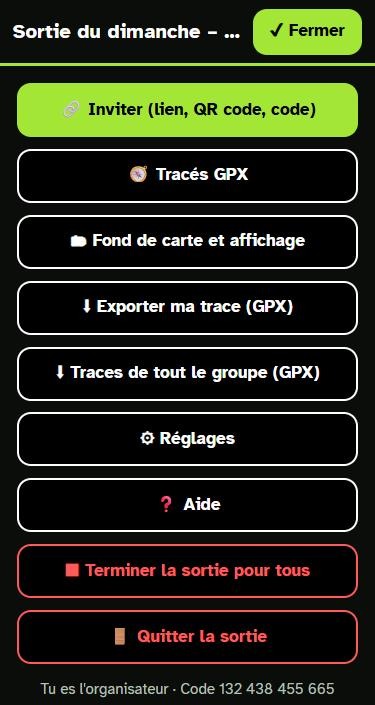 Sortie du dimanche – ...
✓ Fermer
🔗 Inviter (lien, QR code, code)
🧭 Tracés GPX
Fond de carte et affichage
⬇ Exporter ma trace (GPX)
⬇ Traces de tout le groupe (GPX)
⚙ Réglages
❓ Aide
⏹ Terminer la sortie pour tous
🚪 Quitter la sortie
Tu es l'organisateur · Code 132 438 455 665